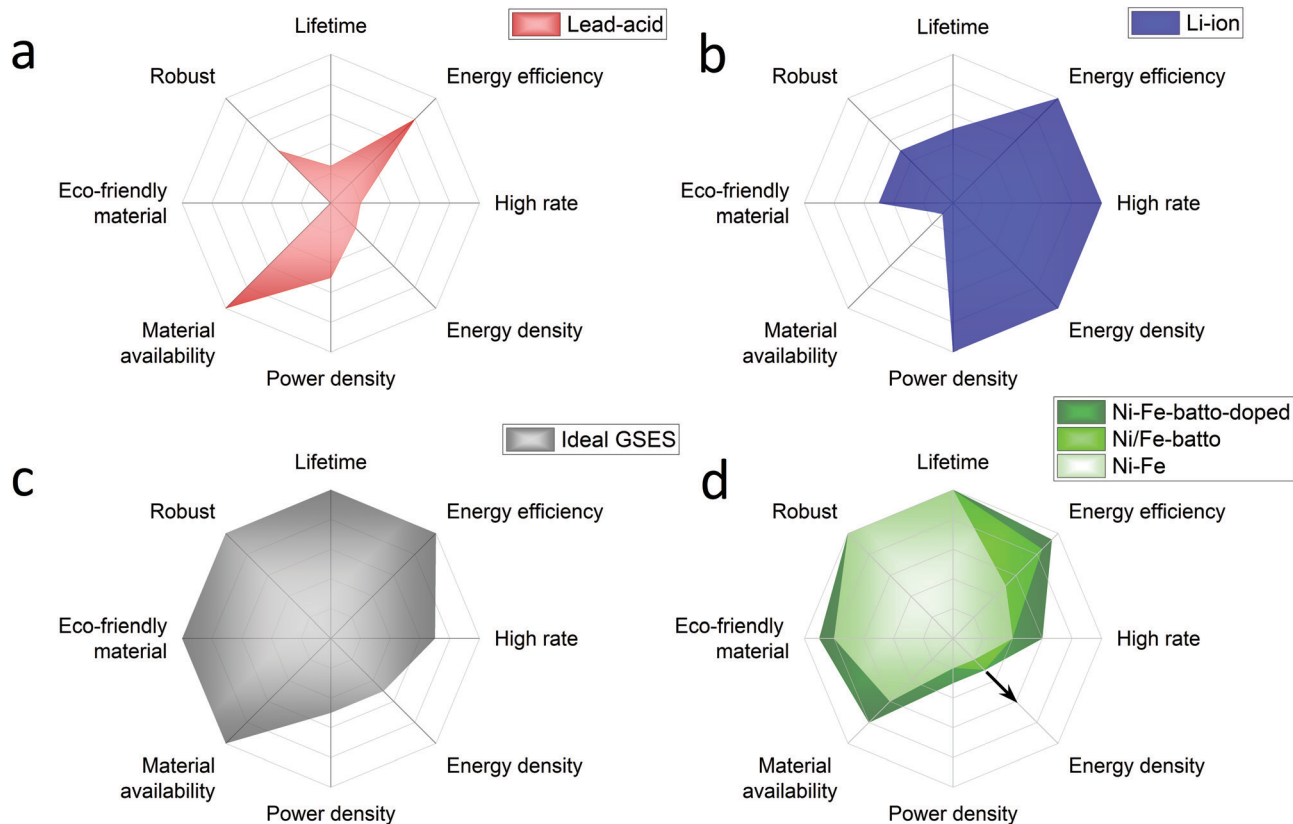 a
Lead-acid
Lifetime
Robust
Energy efficiency
Eco-friendly
material
High rate
Material
availability
Energy density
Power density
b
Li-ion
Lifetime
Robust
Energy efficiency
Eco-friendly
material
High rate
Material
availability
Energy density
Power density
c
Ideal GSES
Lifetime
Robust
Energy efficiency
Eco-friendly
material
High rate
Material
availability
Energy density
Power density
d
Ni-Fe-batto-doped
Ni/Fe-batto
Ni-Fe
Lifetime
Robust
Energy efficiency
Eco-friendly
material
High rate
Material
availability
Energy density
Power density